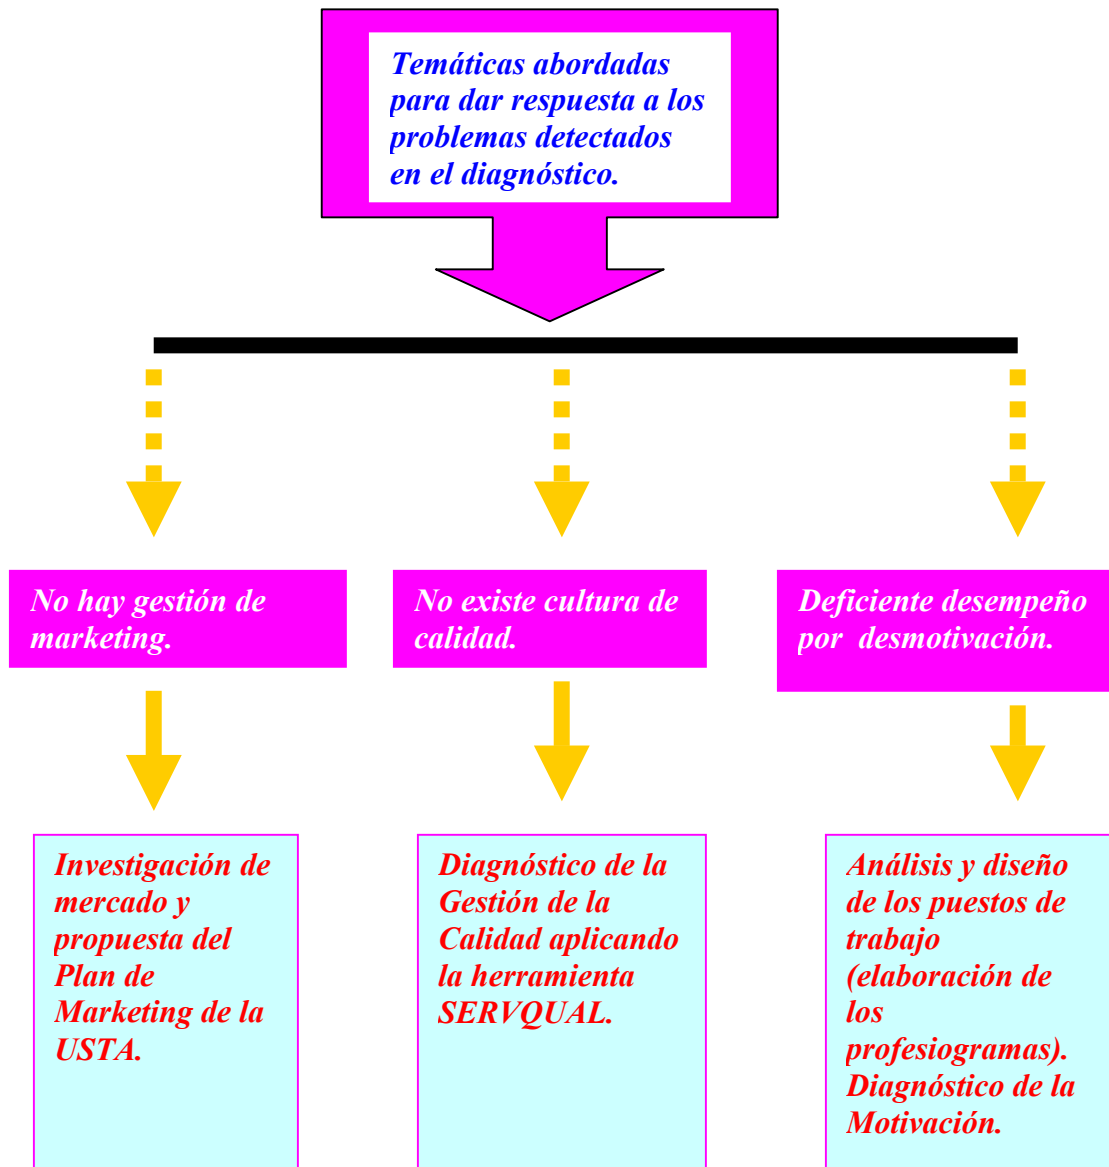 Temáticas abordadas
para dar respuesta a los
problemas detectados
en el diagnóstico.
No hay gestión de
marketing.
No existe cultura de
calidad.
Deficiente desempeño
por desmotivación.
Investigación de
mercado y
propuesta del
Plan de
Marketing de la
USTA.
Diagnóstico de la
Gestión de la
Calidad aplicando
la herramienta
SERVQUAL.
Análisis y diseño
de los puestos de
trabajo
(elaboración de
los
profesiogramas).
Diagnóstico de la
Motivación.